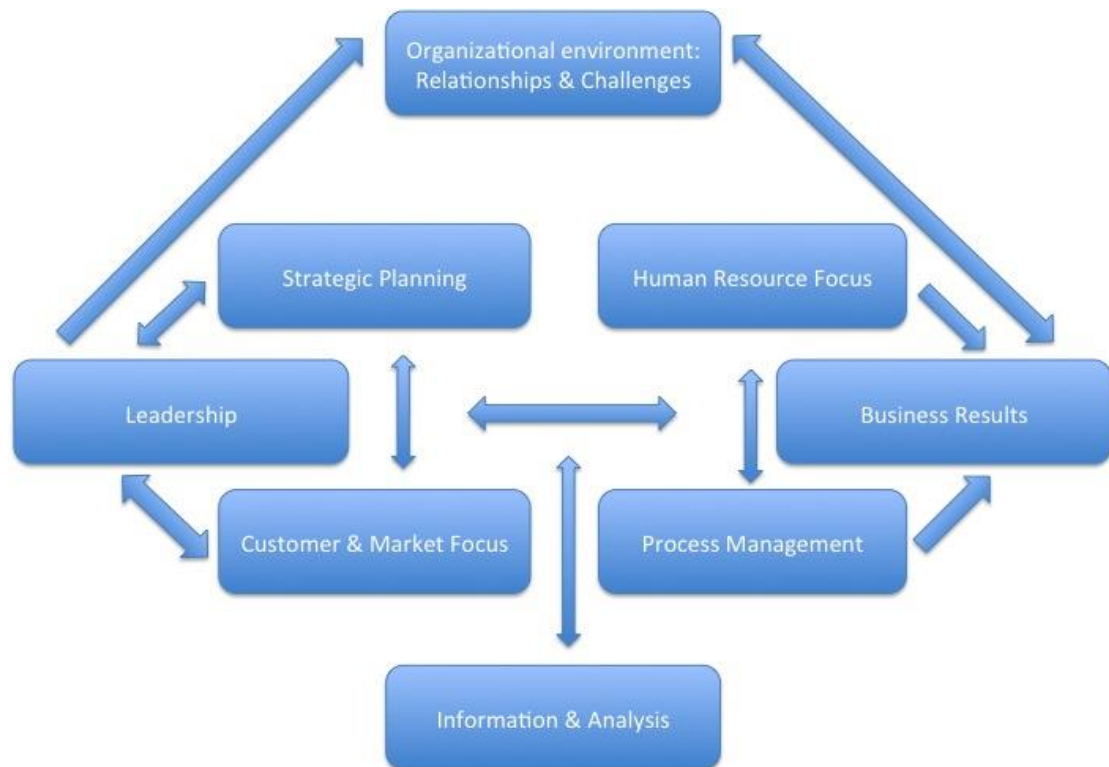 Organizational environment:
Relationships & Challenges
Strategic Planning
Human Resource Focus
Leadership
Business Results
Customer & Market Focus
Process Management
Information & Analysis